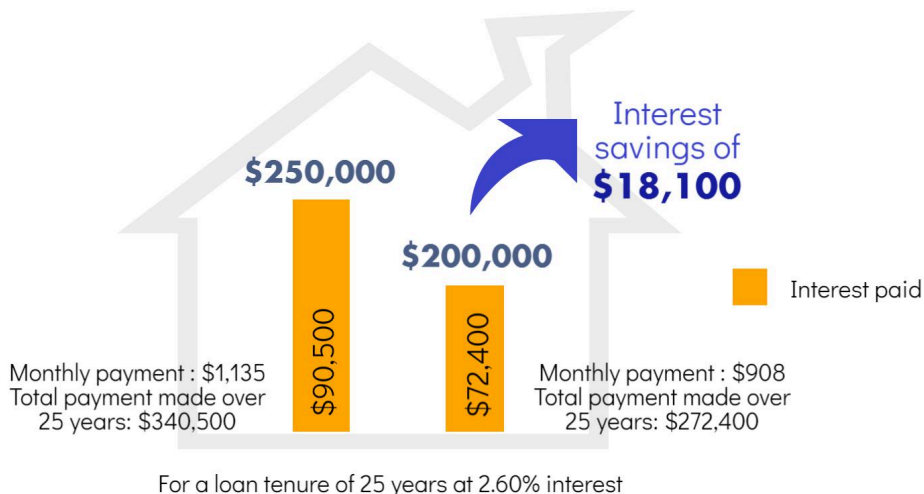 Interest
savings of
$18,100
$250,000
$200,000
$90,500
$72,400
Interest paid
Monthly payment : $1,135
Total payment made over
25 years: $340,500
Monthly payment : $908
Total payment made over
25 years: $272,400
For a loan tenure of 25 years at 2.60% interest